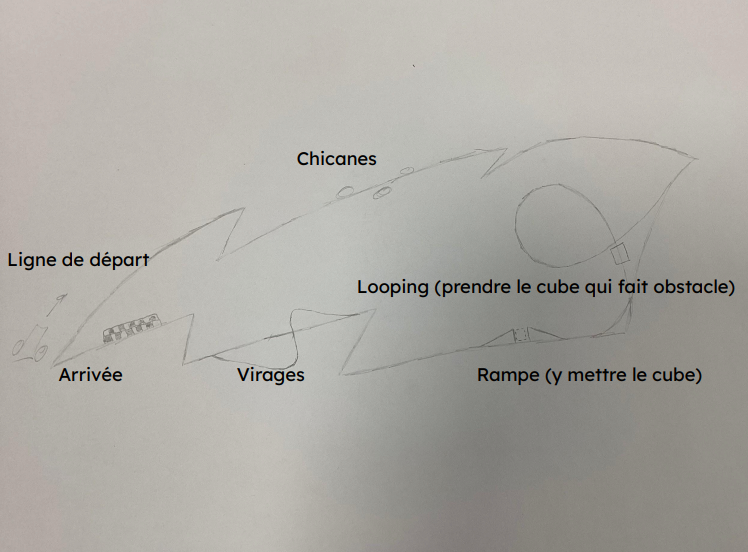 Chicanes
Ligne de départ
Looping (prendre le cube qui fait obstacle)
Arrivée
Virages
Rampe (y mettre le cube)